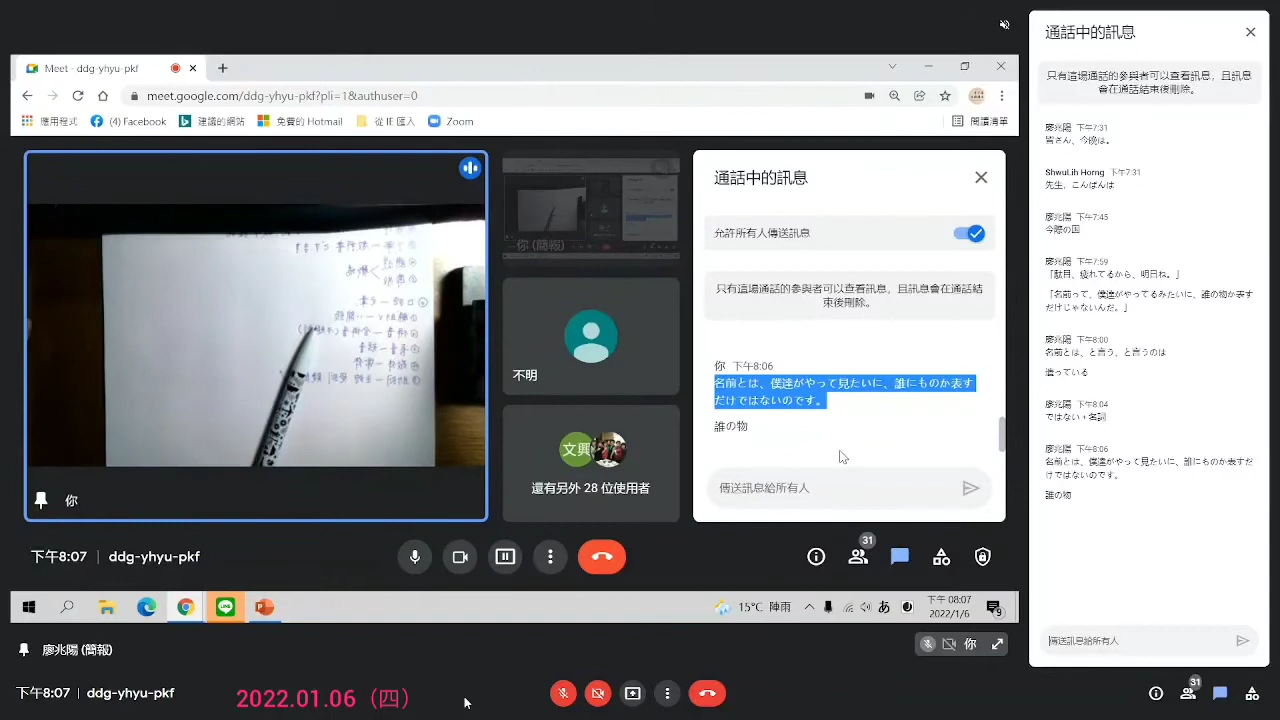 Meet - ddg-yhyu-pkf
meet.google.com/ddg-yhyu-pkf?pli=1&authuser=0
應用程式
(4) Facebook
建議的網站
免費的 Hotmail
從 IE 匯入
Zoom
閱讀清單
你
你 (簡報)
不明
文興
還有另外 28 位使用者
通話中的訊息
允許所有人傳送訊息
只有這場通話的參與者可以查看訊息，且訊息會在通話結
束後刪除。
你 下午8:06
名前とは、僕達がやって見たいに、誰にものか表す
だけではないのです。
誰の物
傳送訊息給所有人
下午8:07
ddg-yhyu-pkf
31
15°C 陣雨
あ
下午 08:07
2022/1/6
9
廖兆陽 (簡報)
你
下午8:07
ddg-yhyu-pkf
2022.01.06（四）
通話中的訊息
只有這場通話的參與者可以查看訊息，且訊息
會在通話結束後刪除。
廖兆陽 下午7:31
皆さん、今晩は。
ShwuLih Horng 下午7:31
先生，こんばんは
廖兆陽 下午7:45
今際の国
廖兆陽 下午7:59
「駄目、疲れてるから、明日ね。」
「名前って、僕達がやってるみたいに、誰の物か表す
だけじゃないんだ。」
廖兆陽 下午8:00
名前とは、と言う、と言うのは
違っている
廖兆陽 下午8:04
ではない＋名詞
廖兆陽 下午8:06
名前とは、僕達がやって見たいに、誰にものか表すだ
けではないのです。
誰の物
傳送訊息給所有人
31